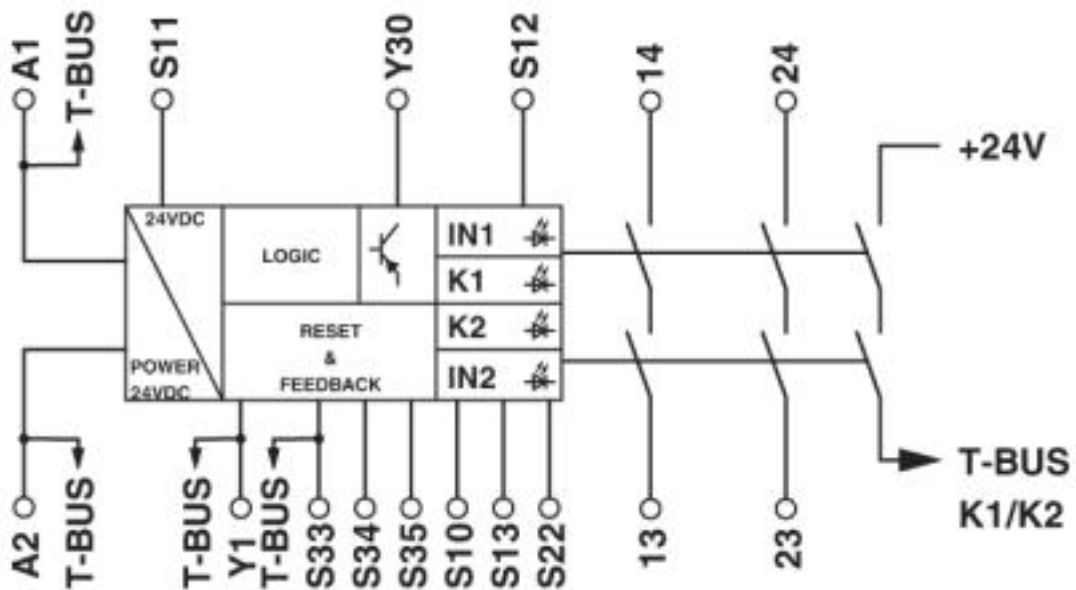 A1
T-BUS
S11
Y30
S12
14
24
+24V
24VDC
LOGIC
IN1
K1
RESET
&
FEEDBACK
K2
IN2
POWER
24VDC
A2
T-BUS
T-BUS
Y1
T-BUS
S33
S34
S35
S10
S13
S22
13
23
T-BUS
K1/K2